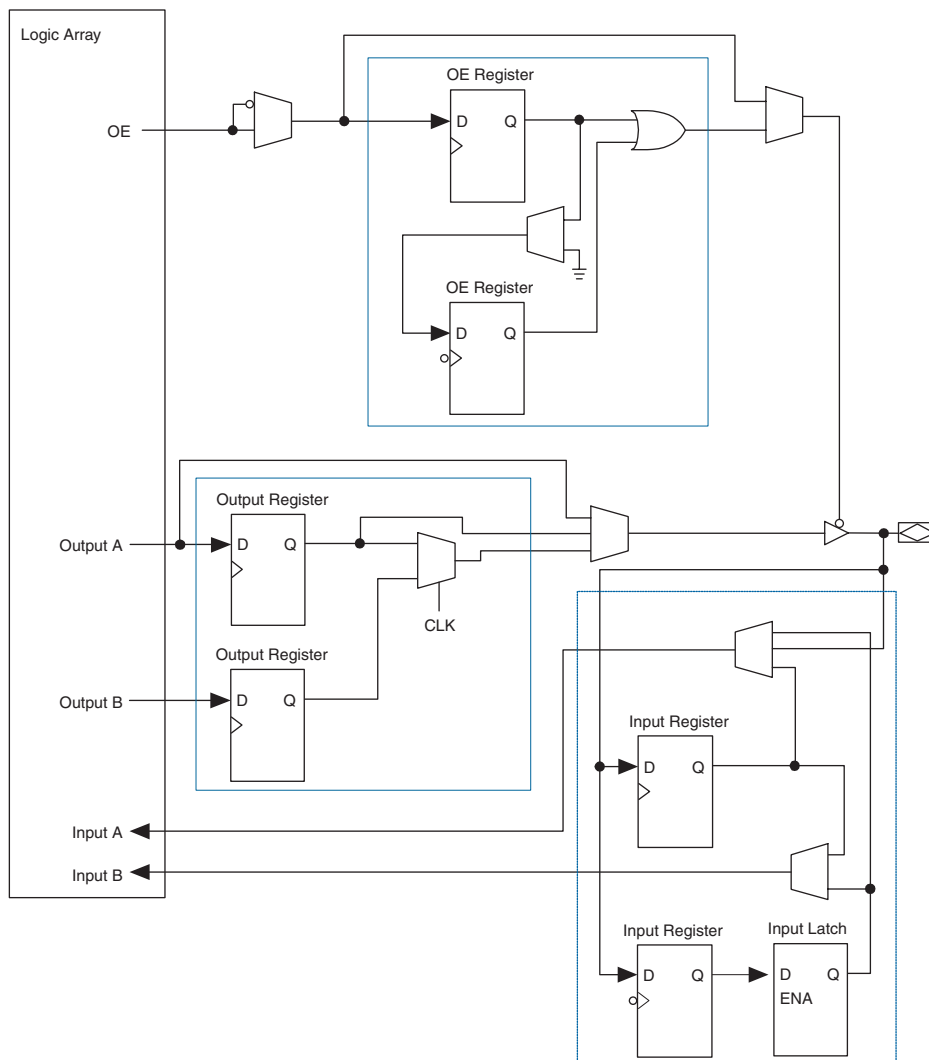 Logic Array
OE Register
OE
D Q
OE Register
D Q
Output Register
Output A
D Q
CLK
Output Register
Output B
D Q
Input Register
D Q
Input A
Input B
Input Register
Input Latch
D Q
D Q
ENA